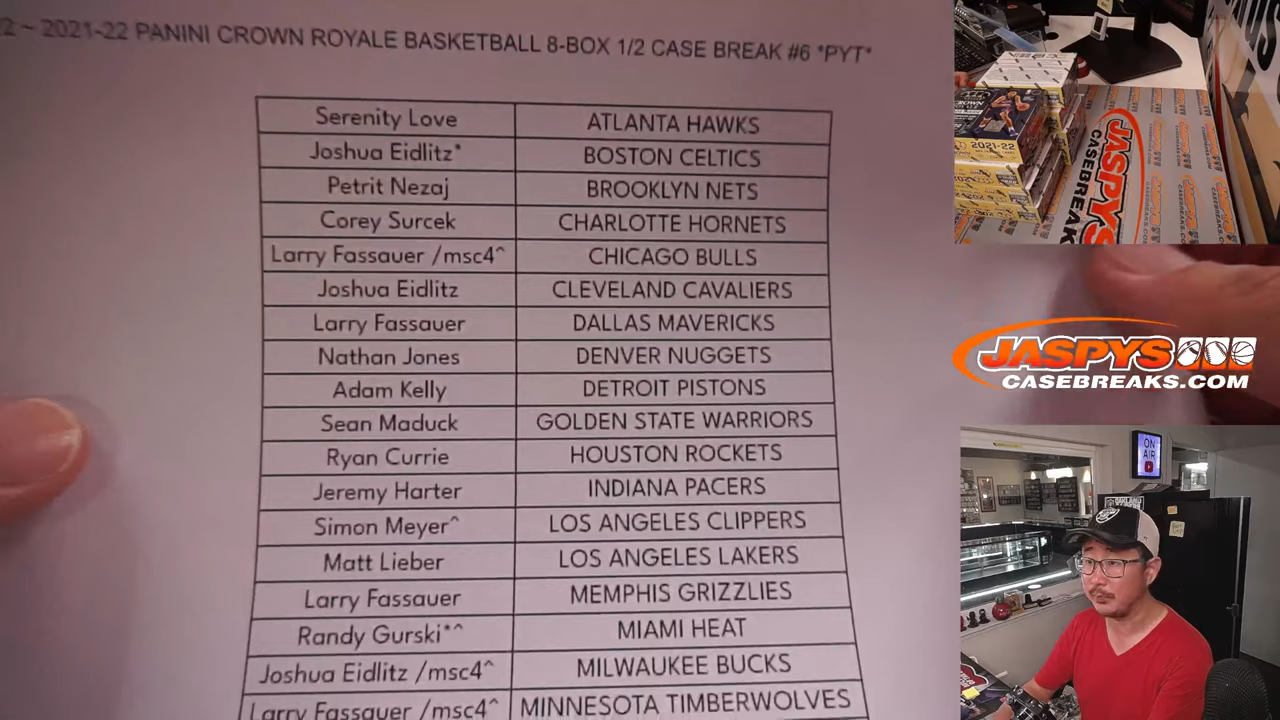 2 ~ 2021-22 PANINI CROWN ROYALE BASKETBALL 8-BOX 1/2 CASE BREAK #6 *PYT*
Serenity Love ATLANTA HAWKS
Joshua Eidlitz* BOSTON CELTICS
Petrit Nezaj BROOKLYN NETS
Corey Surcek CHARLOTTE HORNETS
Larry Fassauer /msc4^ CHICAGO BULLS
Joshua Eidlitz CLEVELAND CAVALIERS
Larry Fassauer DALLAS MAVERICKS
Nathan Jones DENVER NUGGETS
Adam Kelly DETROIT PISTONS
Sean Maduck GOLDEN STATE WARRIORS
Ryan Currie HOUSTON ROCKETS
Jeremy Harter INDIANA PACERS
Simon Meyer^ LOS ANGELES CLIPPERS
Matt Lieber LOS ANGELES LAKERS
Larry Fassauer MEMPHIS GRIZZLIES
Randy Gurski*^ MIAMI HEAT
Joshua Eidlitz /msc4^ MILWAUKEE BUCKS
Larry Fassauer /msc4^ MINNESOTA TIMBERWOLVES
2021-22
JASPYS
CASEBREAKS.COM
JASPYS
CASEBREAKS.COM
ON
AIR